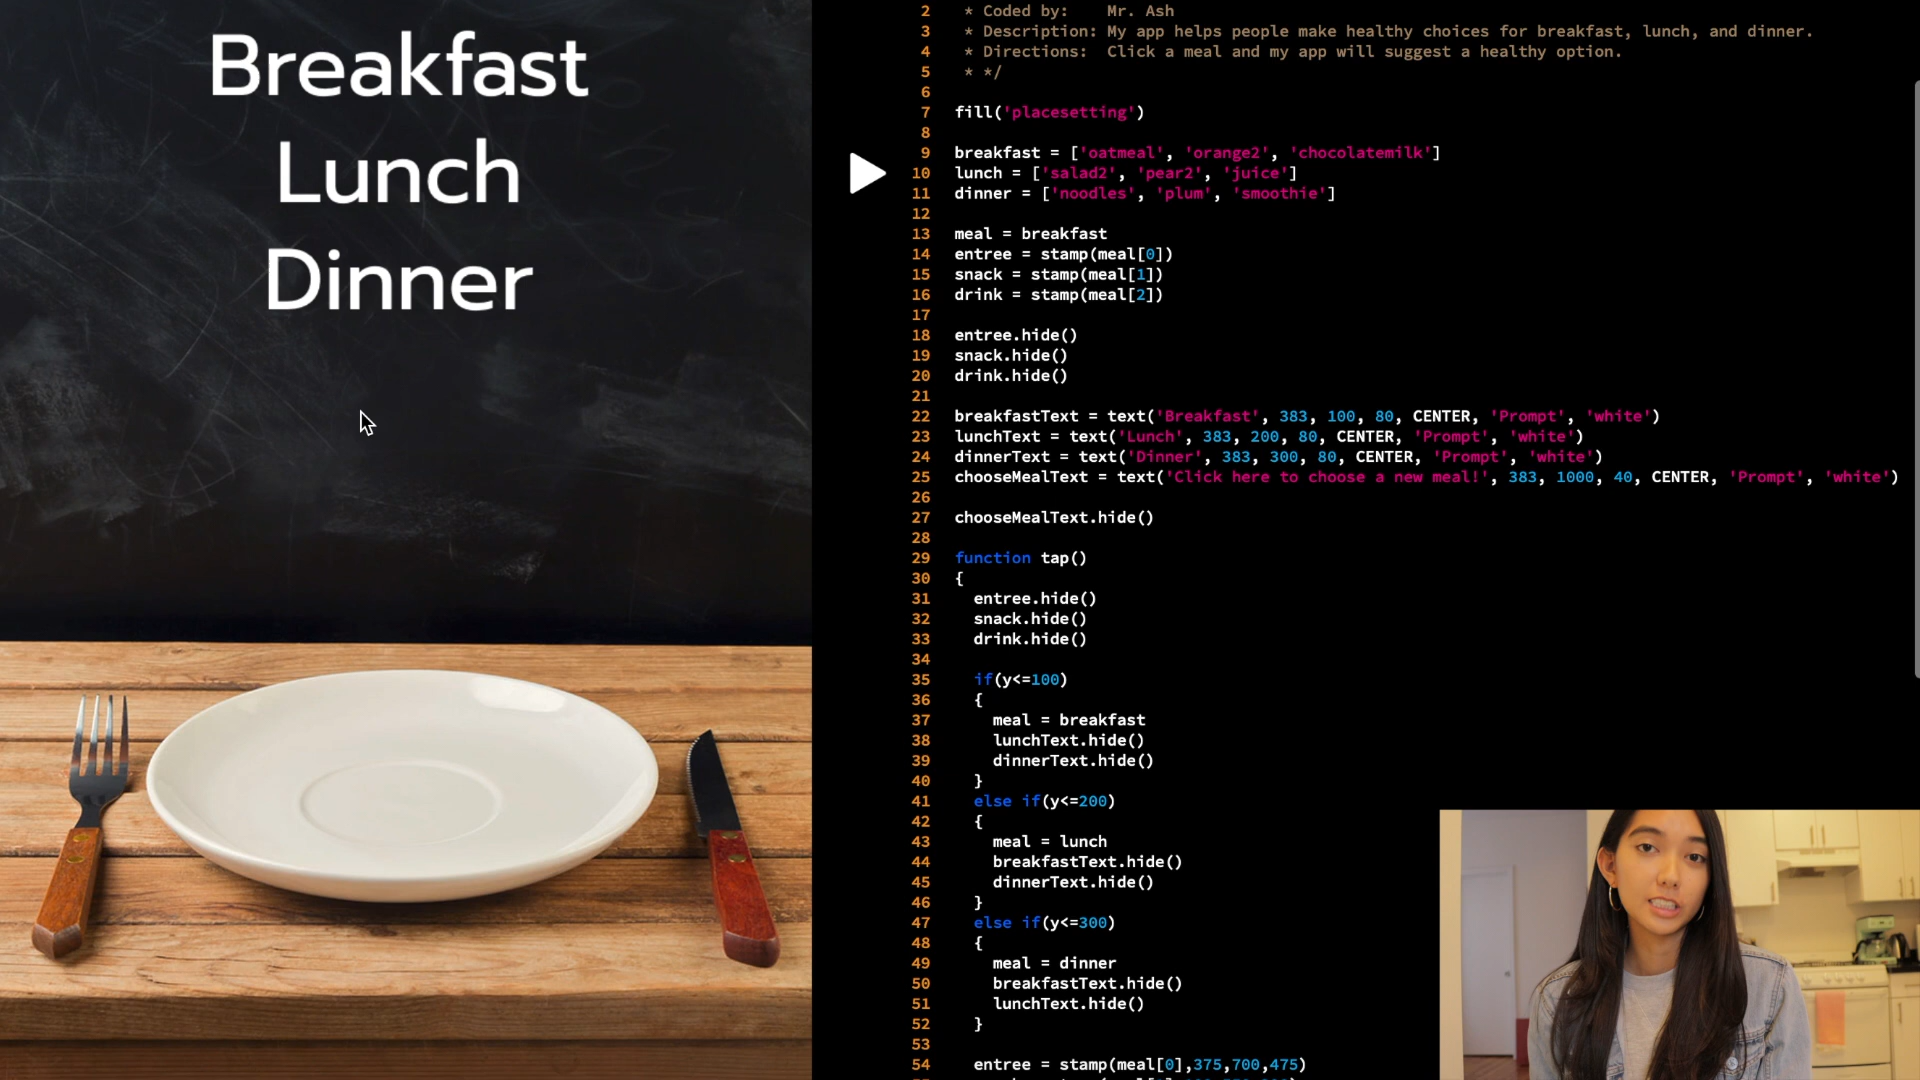 Breakfast
Lunch
Dinner
2 * Coded by: Mr. Ash
3 * Description: My app helps people make healthy choices for breakfast, lunch, and dinner.
4 * Directions: Click a meal and my app will suggest a healthy option.
5 * */
6
7 fill('placesetting')
8
9 breakfast = ['oatmeal', 'orange2', 'chocolatemilk']
10 lunch = ['salad2', 'pear2', 'juice']
11 dinner = ['noodles', 'plum', 'smoothie']
12
13 meal = breakfast
14 entree = stamp(meal[0])
15 snack = stamp(meal[1])
16 drink = stamp(meal[2])
17
18 entree.hide()
19 snack.hide()
20 drink.hide()
21
22 breakfastText = text('Breakfast', 383, 100, 80, CENTER, 'Prompt', 'white')
23 lunchText = text('Lunch', 383, 200, 80, CENTER, 'Prompt', 'white')
24 dinnerText = text('Dinner', 383, 300, 80, CENTER, 'Prompt', 'white')
25 chooseMealText = text('Click here to choose a new meal!', 383, 1000, 40, CENTER, 'Prompt', 'white')
26
27 chooseMealText.hide()
28
29 function tap()
30 {
31 entree.hide()
32 snack.hide()
33 drink.hide()
34
35 if(y<=100)
36 {
37 meal = breakfast
38 lunchText.hide()
39 dinnerText.hide()
40 }
41 else if(y<=200)
42 {
43 meal = lunch
44 breakfastText.hide()
45 dinnerText.hide()
46 }
47 else if(y<=300)
48 {
49 meal = dinner
50 breakfastText.hide()
51 lunchText.hide()
52 }
53
54 entree = stamp(meal[0],375,700,475)